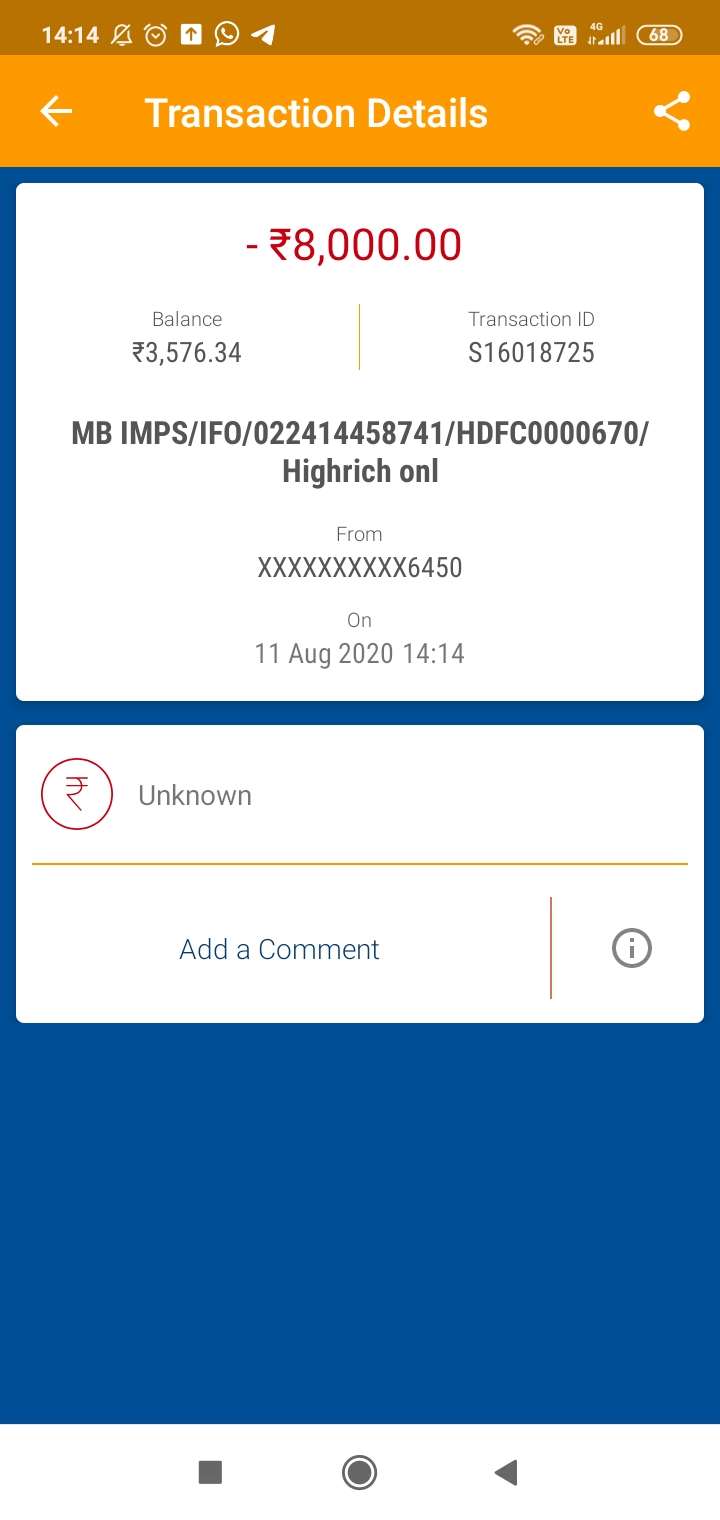 14:14 Vo LTE 4G 68
Transaction Details
- ₹8,000.00
Balance
₹3,576.34
Transaction ID
S16018725
MB IMPS/IFO/022414458741/HDFC0000670/
Highrich onl
From
XXXXXXXXXX6450
On
11 Aug 2020 14:14
₹ Unknown
Add a Comment